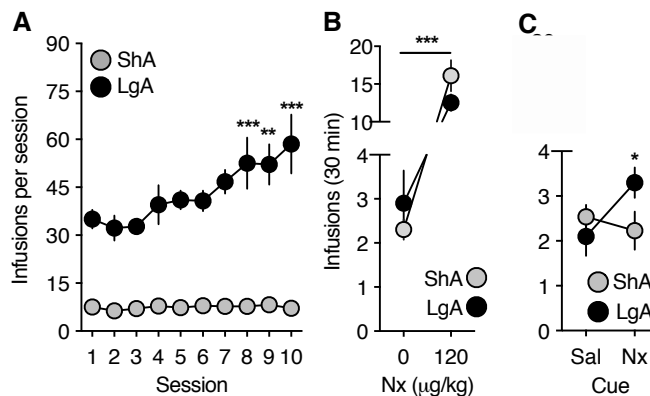 A
B
C
90
75
60
45
30
15
0
Infusions per session
ShA
LgA
***
**
***
1 2 3 4 5 6 7 8 9 10
Session
20
15
10
4
3
2
1
0
Infusions (30 min)
***
ShA
LgA
0 120
Nx (µg/kg)
4
3
2
1
0
*
ShA
LgA
Sal Nx
Cue